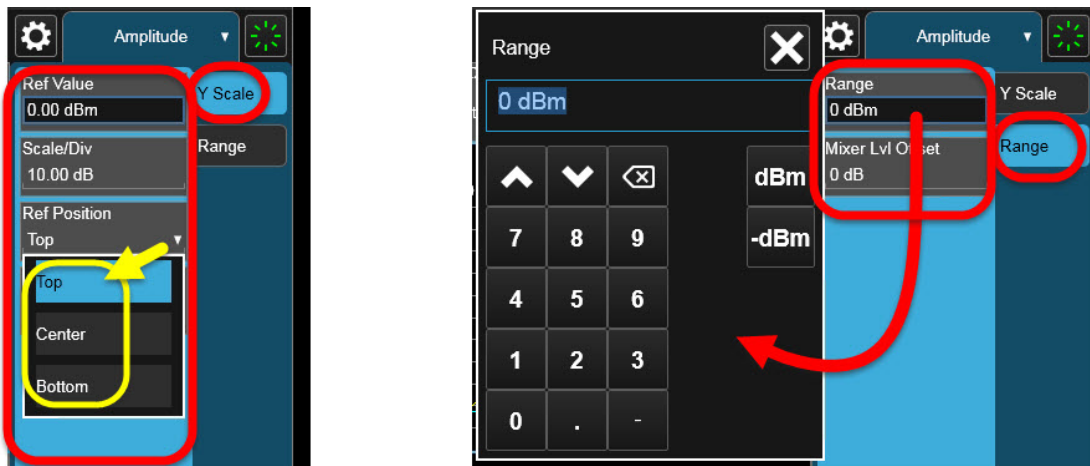 Amplitude ▼
Ref Value
0.00 dBm
Scale/Div
10.00 dB
Ref Position
Top ▼
Top
Center
Bottom
Y Scale
Range
Range
0 dBm
dBm
7 8 9 -dBm
4 5 6
1 2 3
0 . -
Amplitude ▼
Range
0 dBm
Mixer Lvl Offset
0 dB
Y Scale
Range